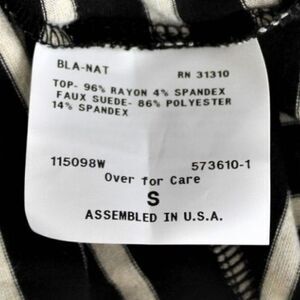 BLA-NAT RN 31310
TOP- 96% RAYON 4% SPANDEX
FAUX SUEDE- 86% POLYESTER
14% SPANDEX
115098W 573610-1
Over for Care
S
ASSEMBLED IN U.S.A.